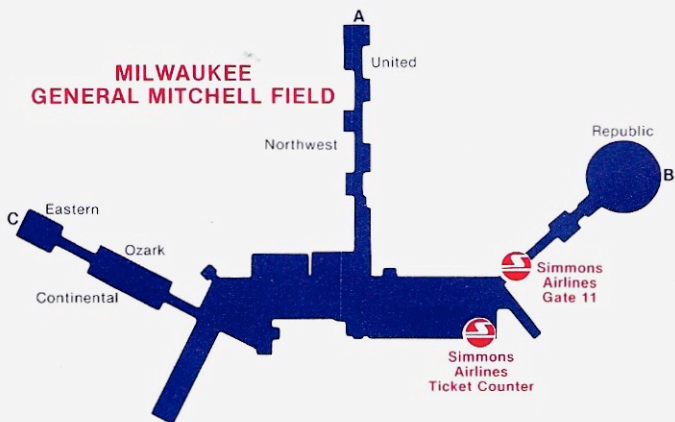 A
United
MILWAUKEE
GENERAL MITCHELL FIELD
Northwest
Republic
B
C
Eastern
Ozark
Continental
Simmons
Airlines
Gate 11
Simmons
Airlines
Ticket Counter